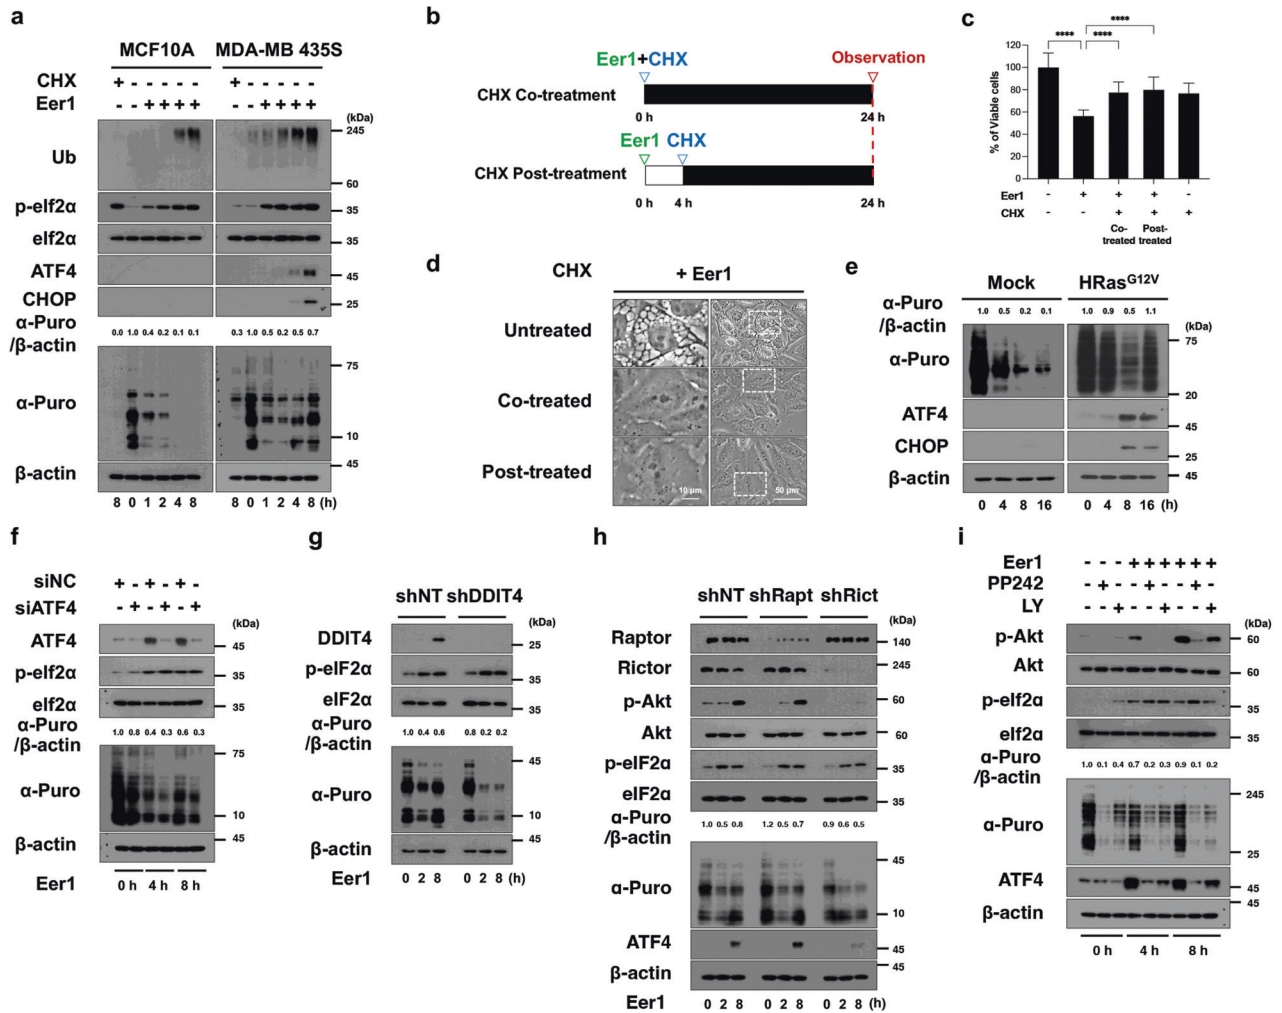 a
MCF10A MDA-MB 435S
CHX + - - - - - + - - - - -
Eer1 - - + + + + - - + + + +
(kDa)
Ub
245
60
p-eIf2α
35
eIf2α
35
ATF4
45
CHOP
25
α-Puro
/β-actin
0.0 1.0 0.4 0.2 0.1 0.1 0.3 1.0 0.5 0.2 0.5 0.7
75
α-Puro
10
β-actin
45
8 0 1 2 4 8 8 0 1 2 4 8 (h)
b
Eer1+CHX Observation
CHX Co-treatment
0 h 24 h
Eer1 CHX
CHX Post-treatment
0 h 4 h 24 h
c
**** **** ****
% of Viable cells
120
100
80
60
40
20
0
Eer1 - + + + -
CHX - - + + +
Co-treated Post-treated
d
CHX + Eer1
Untreated
Co-treated
Post-treated
10 μm 50 μm
e
Mock HRasG12V
α-Puro
/β-actin
1.0 0.5 0.2 0.1 1.0 0.9 0.5 1.1
(kDa)
α-Puro
75
20
ATF4
45
CHOP
25
β-actin
45
0 4 8 16 0 4 8 16 (h)
f
siNC + - + - + -
siATF4 - + - + - +
(kDa)
ATF4
45
p-eIf2α
35
eIf2α
35
α-Puro
/β-actin
1.0 0.8 0.4 0.3 0.6 0.3
75
α-Puro
10
β-actin
45
Eer1 0 h 4 h 8 h
g
shNT shDDIT4
(kDa)
DDIT4
25
p-eIF2α
35
eIF2α
35
α-Puro
/β-actin
1.0 0.4 0.6 0.8 0.2 0.2
45
α-Puro
10
β-actin
45
Eer1 0 2 8 0 2 8 (h)
h
shNT shRapt shRict
(kDa)
Raptor
140
Rictor
245
p-Akt
60
Akt
60
p-eIF2α
35
eIF2α
35
α-Puro
/β-actin
1.0 0.5 0.8 1.2 0.5 0.7 0.9 0.6 0.5
45
α-Puro
10
ATF4
45
β-actin
45
Eer1 0 2 8 0 2 8 0 2 8 (h)
i
Eer1 - - - + + + + + +
PP242 - + - - + - - + -
LY - - + - - + - - +
(kDa)
p-Akt
60
Akt
60
p-eIf2α
35
eIf2α
35
α-Puro
/β-actin
1.0 0.1 0.4 0.7 0.2 0.3 0.9 0.1 0.2
245
α-Puro
25
ATF4
45
β-actin
45
0 h 4 h 8 h